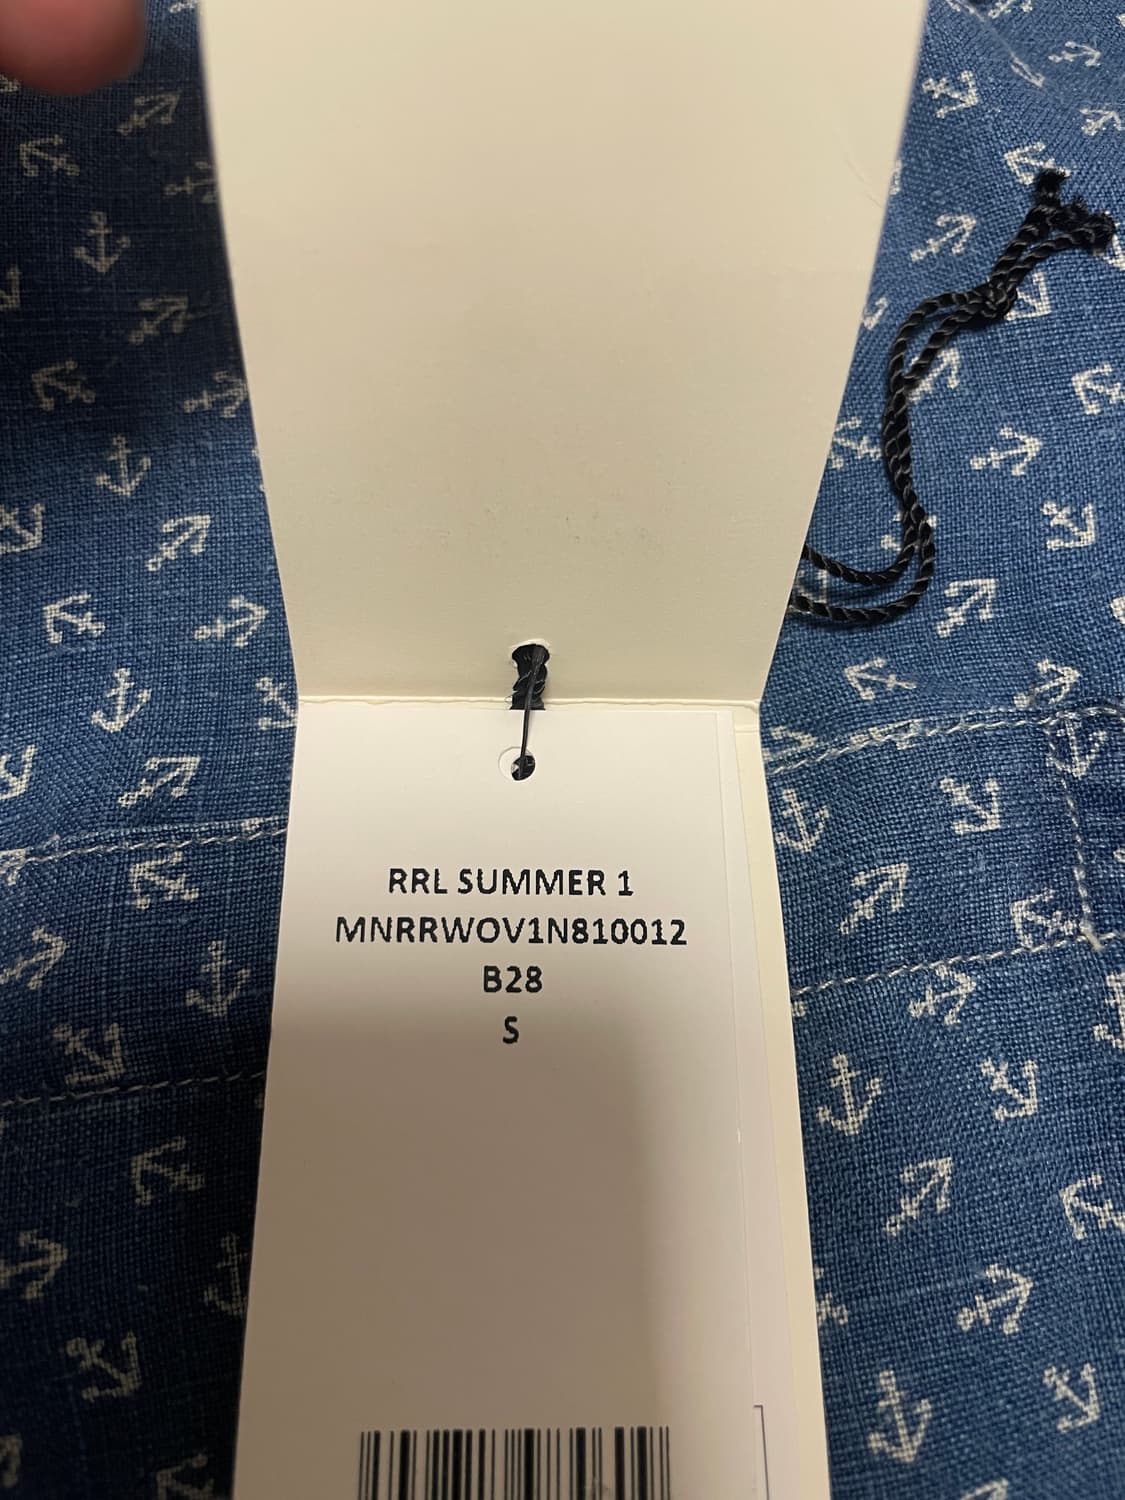 RRL SUMMER 1
MNRRWOV1N810012
B28
S